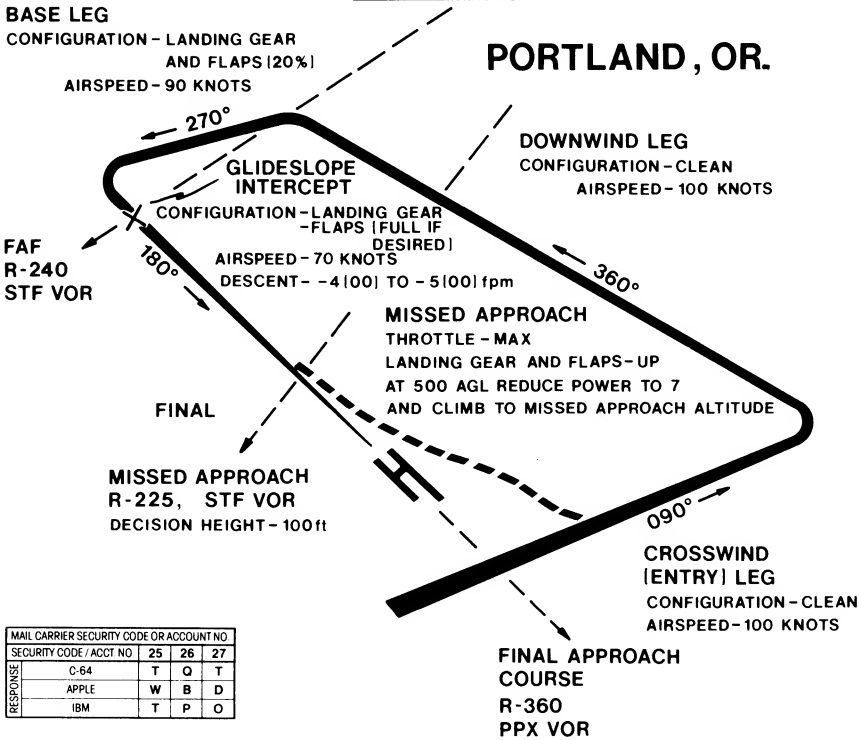 BASE LEG
CONFIGURATION - LANDING GEAR
AND FLAPS [20%]
AIRSPEED - 90 KNOTS
PORTLAND, OR.
270°
DOWNWIND LEG
CONFIGURATION - CLEAN
AIRSPEED - 100 KNOTS
GLIDESLOPE
INTERCEPT
CONFIGURATION - LANDING GEAR
- FLAPS [FULL IF
DESIRED]
AIRSPEED - 70 KNOTS
DESCENT - -4[00] TO -5[00] fpm
FAF
R-240
STF VOR
180°
360°
MISSED APPROACH
THROTTLE - MAX
LANDING GEAR AND FLAPS - UP
AT 500 AGL REDUCE POWER TO 7
AND CLIMB TO MISSED APPROACH ALTITUDE
FINAL
MISSED APPROACH
R-225, STF VOR
DECISION HEIGHT - 100 ft
090°
CROSSWIND
[ENTRY] LEG
CONFIGURATION - CLEAN
AIRSPEED - 100 KNOTS
FINAL APPROACH
COURSE
R-360
PPX VOR
MAIL CARRIER SECURITY CODE OR ACCOUNT NO.
SECURITY CODE / ACCT NO 25 26 27
RESPONSE
C-64 T Q T
APPLE W B D
IBM T P O